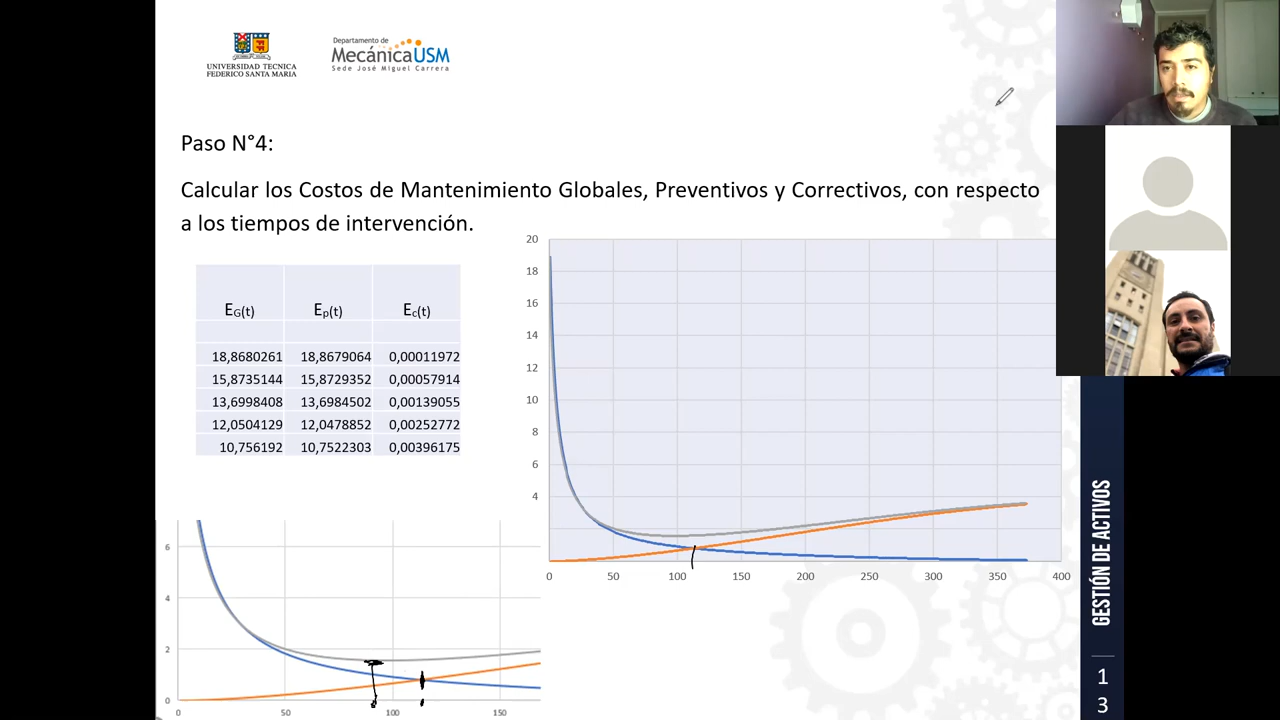 UNIVERSIDAD TECNICA
FEDERICO SANTA MARIA
Departamento de
MecánicaUSM
Sede José Miguel Carrera
Paso N°4:
Calcular los Costos de Mantenimiento Globales, Preventivos y Correctivos, con respecto
a los tiempos de intervención.
EG(t) Ep(t) Ec(t)
18,8680261 18,8679064 0,00011972
15,8735144 15,8729352 0,00057914
13,6998408 13,6984502 0,00139055
12,0504129 12,0478852 0,00252772
10,756192 10,7522303 0,00396175
20
18
16
14
12
10
8
6
4
0 50 100 150 200 250 300 350 400
6
4
2
0
0 50 100 150
GESTIÓN DE ACTIVOS
1
3